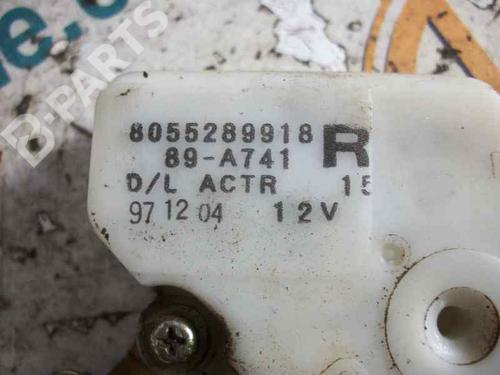 8055289918
89-A741 R
D/L ACTR 15
97 12 04 12V
B-PARTS